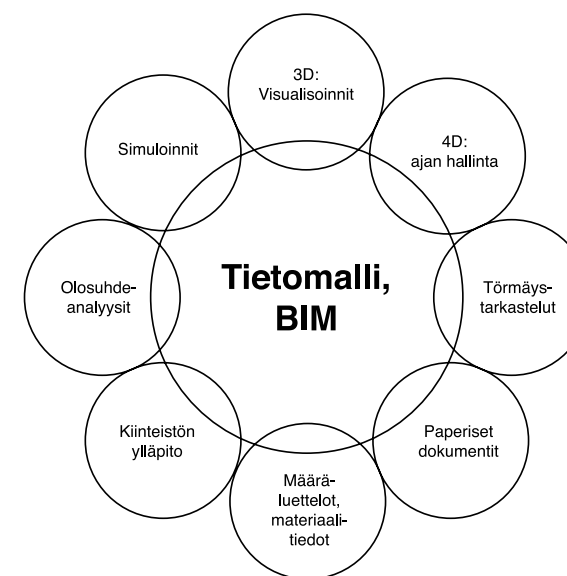 3D:
Visualisoinnit
4D:
ajan hallinta
Törmäys-
tarkastelut
Paperiset
dokumentit
Määrä-
luettelot,
materiaali-
tiedot
Kiinteistön
ylläpito
Olosuhde-
analyysit
Simuloinnit
Tietomalli,
BIM